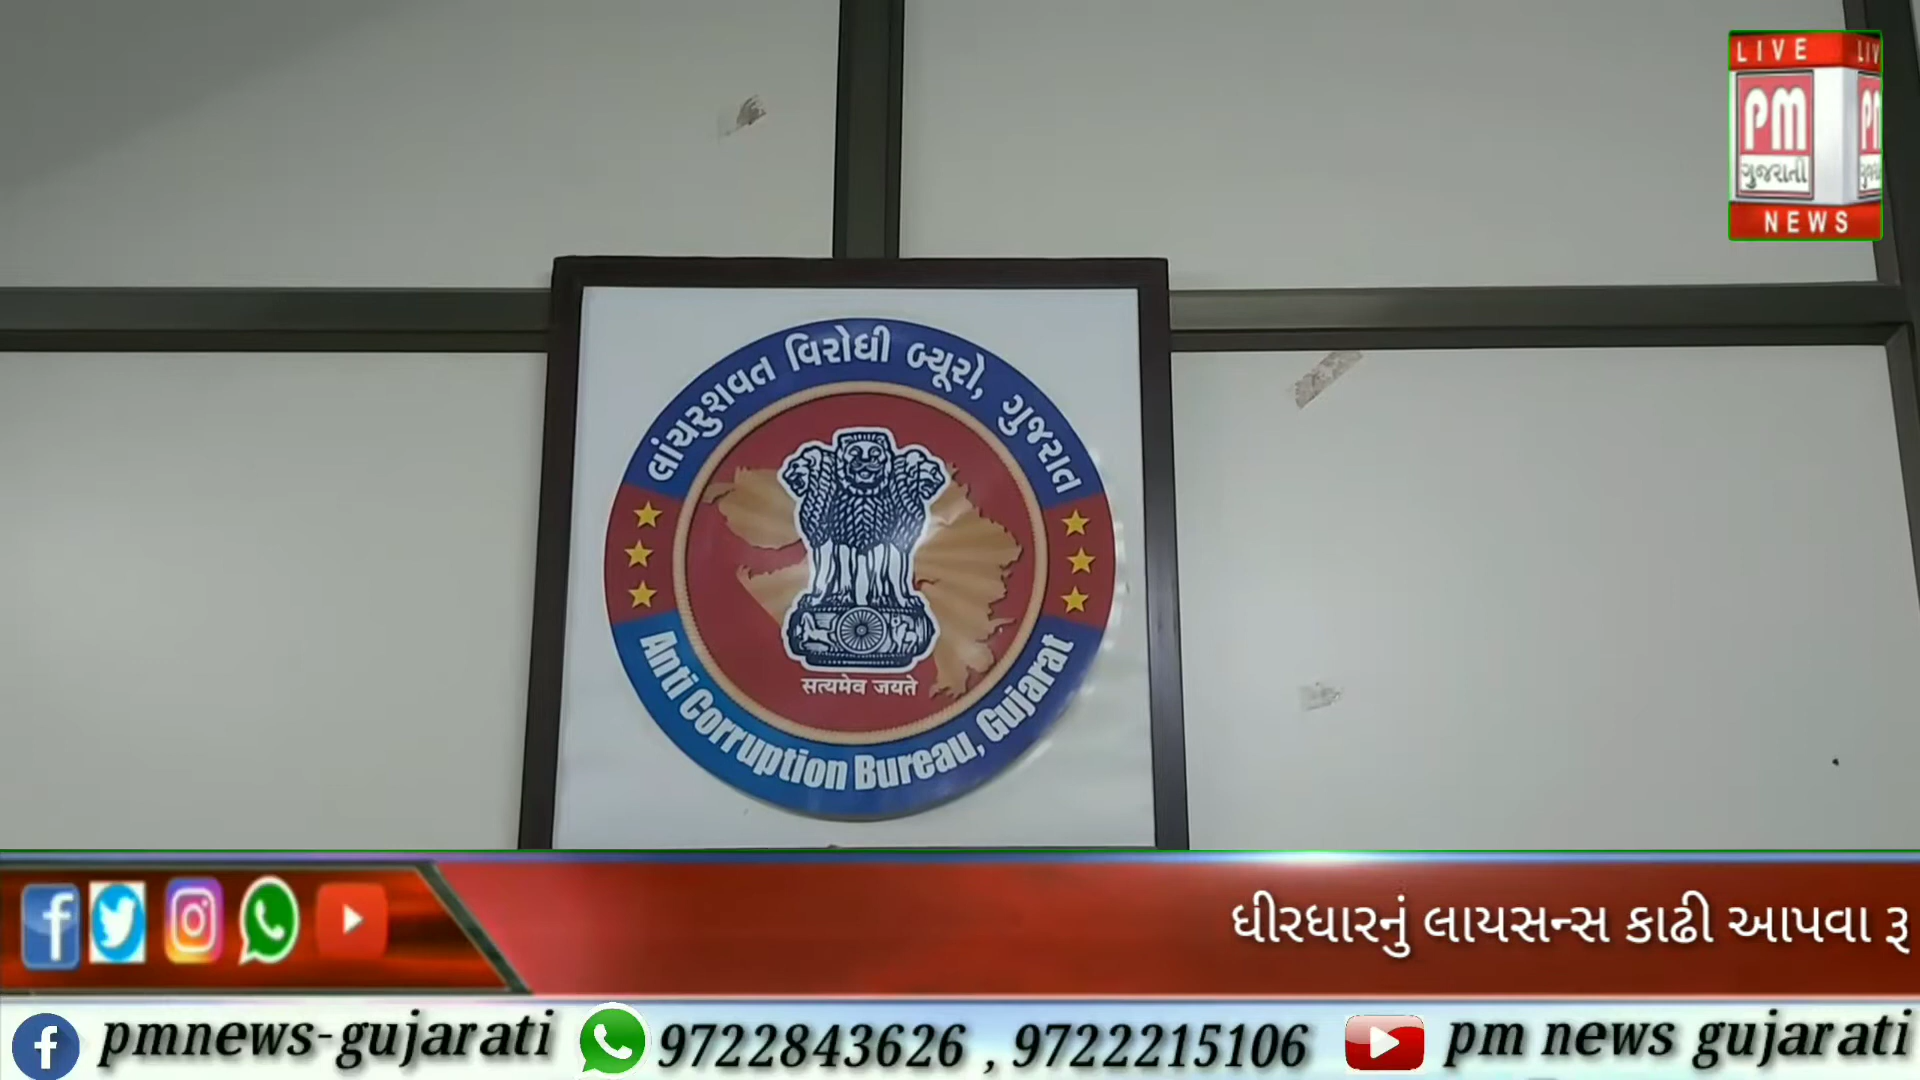 LIVE LIV
PM
ગુજરાતી
NEWS
લાંચરુશવત વિરોધી બ્યૂરો, ગુજરાત
सत्यमेव जयते
Anti Corruption Bureau, Gujarat
ધીરધારનું લાયસન્સ કાઢી આપવા રૂ
pmnews-gujarati 9722843626 , 9722215106 pm news gujarati